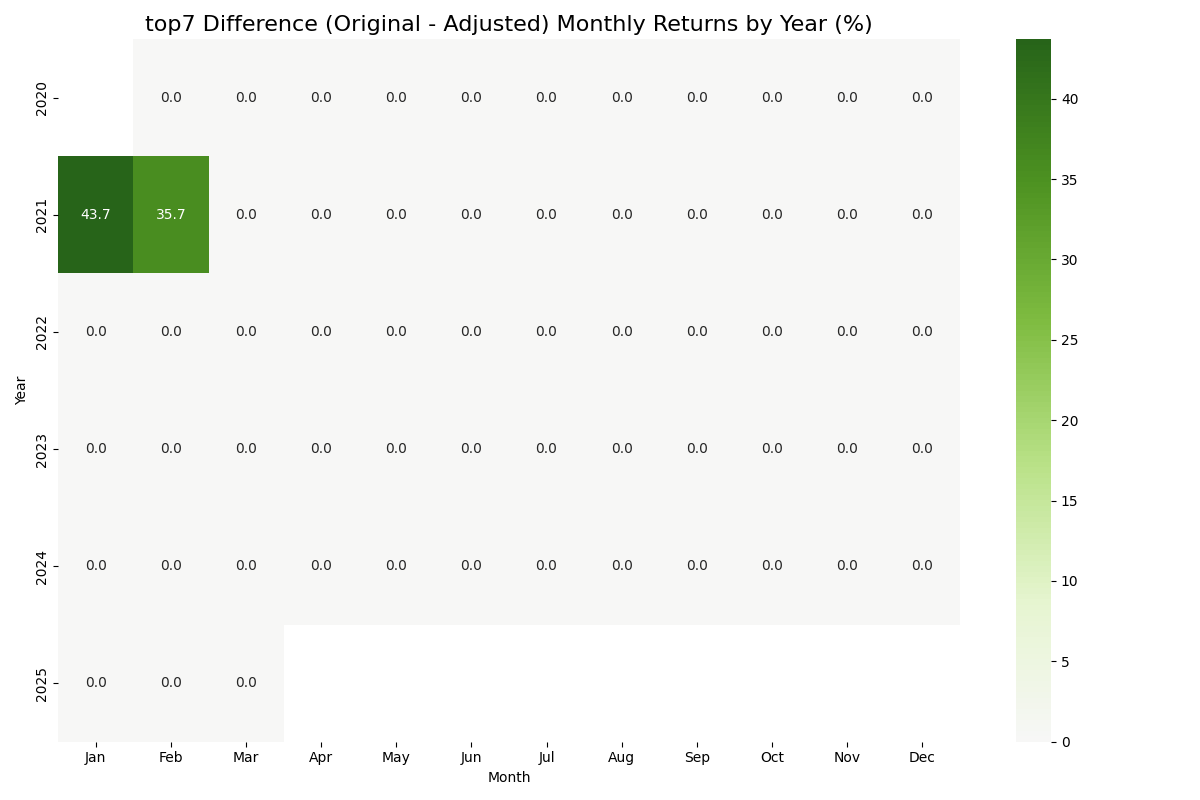 top7 Difference (Original - Adjusted) Monthly Returns by Year (%)
2020 0.0 0.0 0.0 0.0 0.0 0.0 0.0 0.0 0.0 0.0 0.0
2021 43.7 35.7 0.0 0.0 0.0 0.0 0.0 0.0 0.0 0.0 0.0 0.0
2022 0.0 0.0 0.0 0.0 0.0 0.0 0.0 0.0 0.0 0.0 0.0 0.0
2023 0.0 0.0 0.0 0.0 0.0 0.0 0.0 0.0 0.0 0.0 0.0 0.0
2024 0.0 0.0 0.0 0.0 0.0 0.0 0.0 0.0 0.0 0.0 0.0 0.0
2025 0.0 0.0 0.0
Year
Jan Feb Mar Apr May Jun Jul Aug Sep Oct Nov Dec
Month
40
35
30
25
20
15
10
5
0